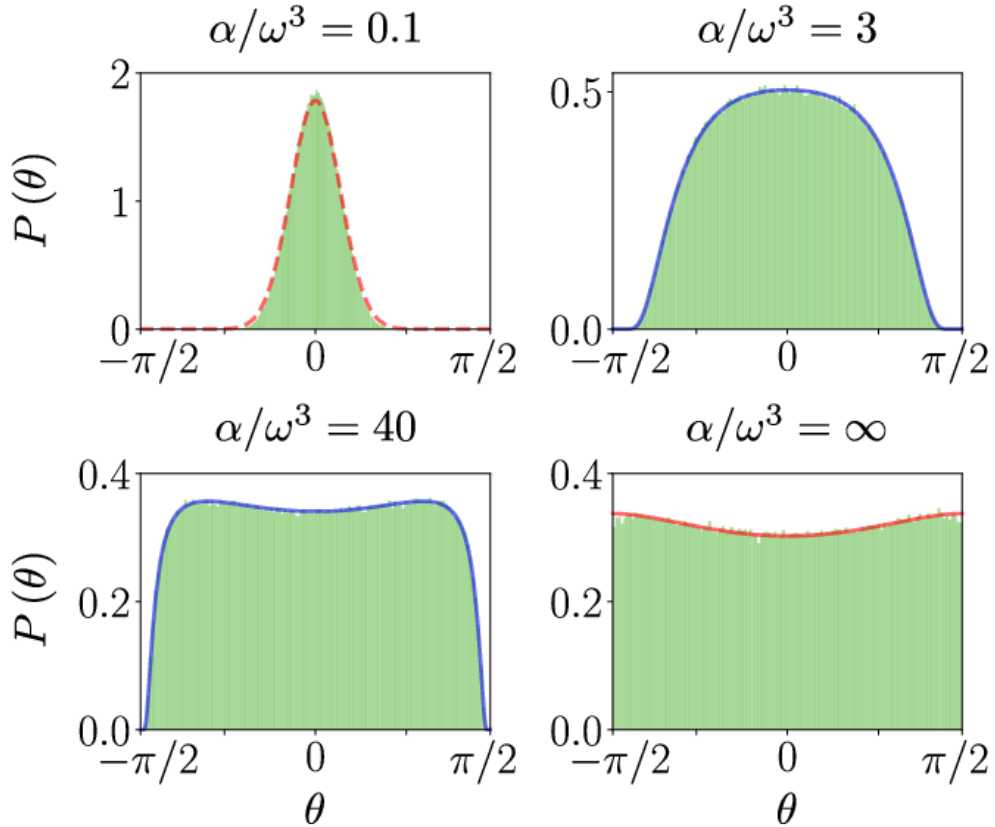 α/ω³ = 0.1
α/ω³ = 3
P(θ)
2
1
0
−π/2
0
π/2
0.5
0.0
−π/2
0
π/2
α/ω³ = 40
α/ω³ = ∞
P(θ)
0.4
0.2
0.0
−π/2
0
π/2
θ
0.4
0.2
0.0
−π/2
0
π/2
θ